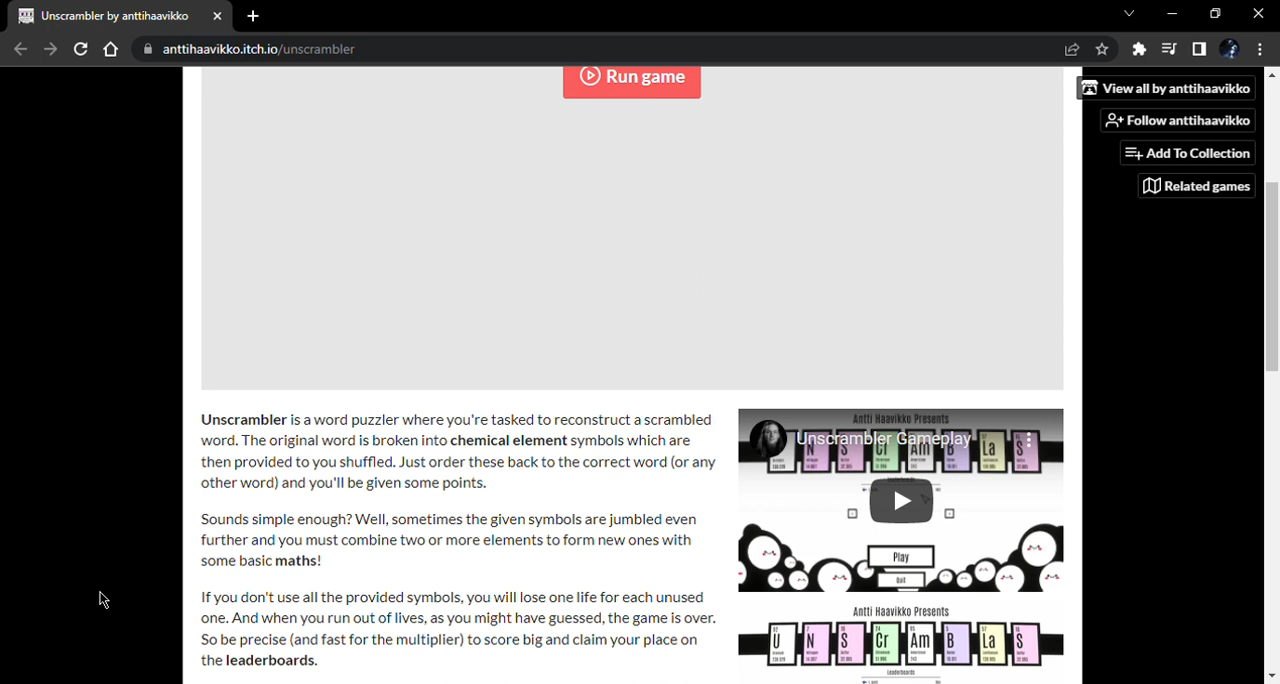 Unscrambler by anttihaavikko
anttihaavikko.itch.io/unscrambler
Run game
View all by anttihaavikko
Follow anttihaavikko
Add To Collection
Related games
Unscrambler is a word puzzler where you're tasked to reconstruct a scrambled
word. The original word is broken into chemical element symbols which are
then provided to you shuffled. Just order these back to the correct word (or any
other word) and you'll be given some points.
Sounds simple enough? Well, sometimes the given symbols are jumbled even
further and you must combine two or more elements to form new ones with
some basic maths!
If you don't use all the provided symbols, you will lose one life for each unused
one. And when you run out of lives, as you might have guessed, the game is over.
So be precise (and fast for the multiplier) to score big and claim your place on
the leaderboards.
Antti Haavikko Presents
Unscrambler Gameplay
N S Cr Am B La S
Play
Quit
Antti Haavikko Presents
U N S Cr Am B La S
Leaderboards